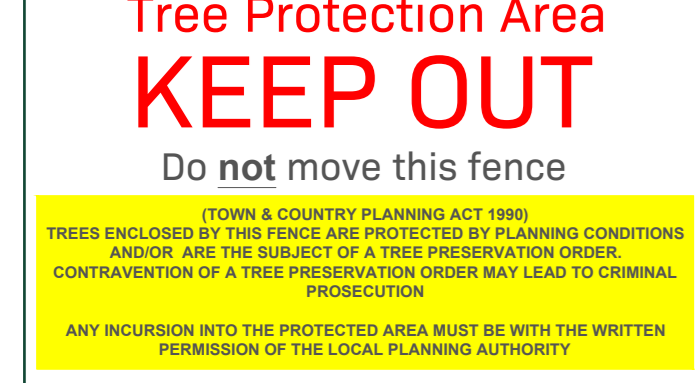 Tree Protection Area
KEEP OUT
Do not move this fence
(TOWN & COUNTRY PLANNING ACT 1990)
TREES ENCLOSED BY THIS FENCE ARE PROTECTED BY PLANNING CONDITIONS
AND/OR ARE THE SUBJECT OF A TREE PRESERVATION ORDER.
CONTRAVENTION OF A TREE PRESERVATION ORDER MAY LEAD TO CRIMINAL
PROSECUTION
ANY INCURSION INTO THE PROTECTED AREA MUST BE WITH THE WRITTEN
PERMISSION OF THE LOCAL PLANNING AUTHORITY